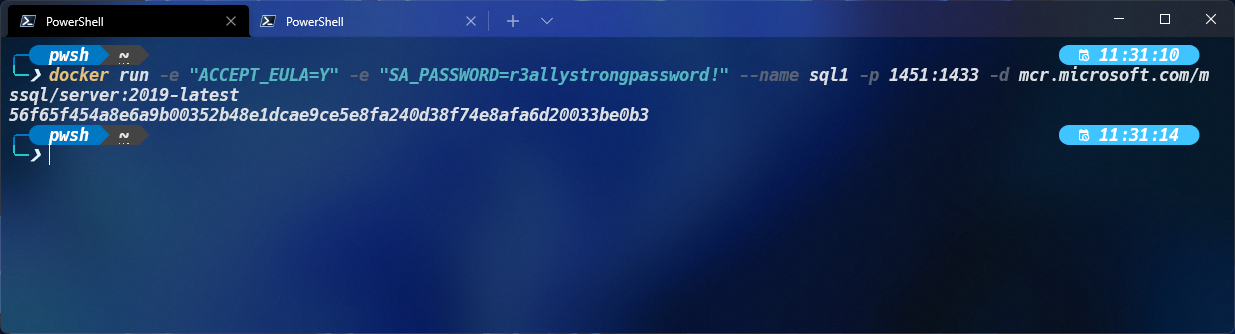 PowerShell
PowerShell
pwsh ~ 11:31:10
❯ docker run -e "ACCEPT_EULA=Y" -e "SA_PASSWORD=r3allystrongpassword!" --name sql1 -p 1451:1433 -d mcr.microsoft.com/m
ssql/server:2019-latest
56f65f454a8e6a9b00352b48e1dcae9ce5e8fa240d38f74e8afa6d20033be0b3
pwsh ~ 11:31:14
❯